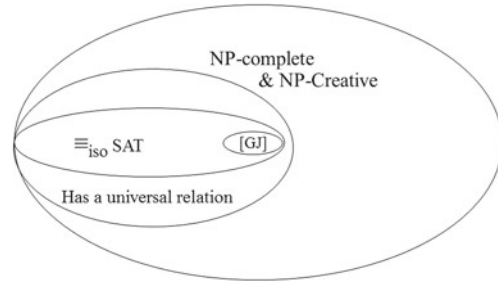 NP-complete
& NP-Creative
≡iso SAT
[GJ]
Has a universal relation